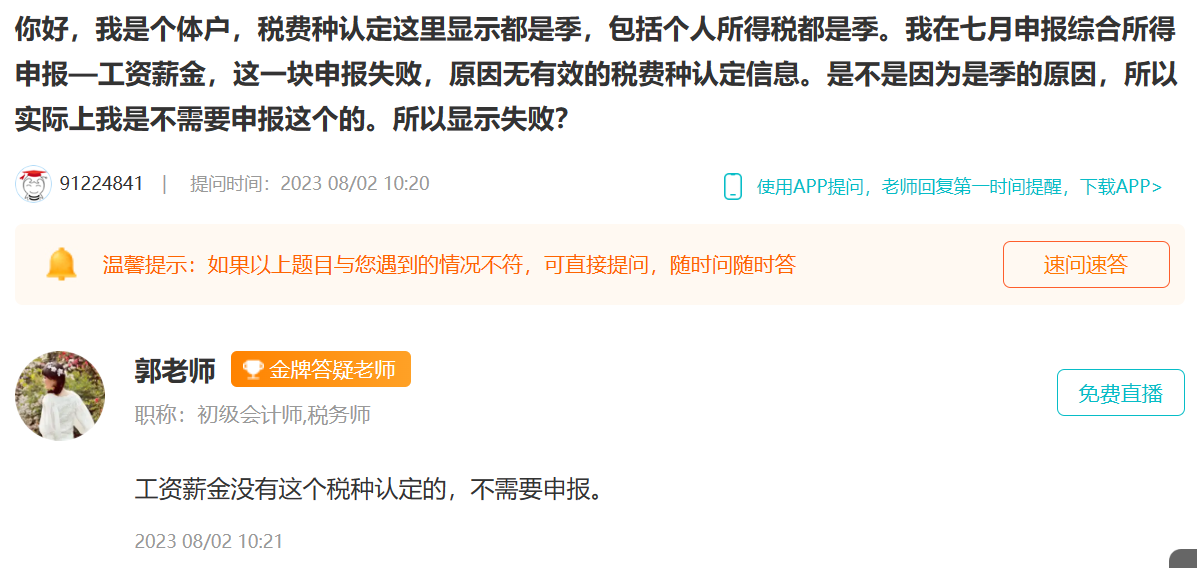 你好，我是个体户，税费种认定这里显示都是季，包括个人所得税都是季。我在七月申报综合所得
申报—工资薪金，这一块申报失败，原因无有效的税费种认定信息。是不是因为是季的原因，所以
实际上我是不需要申报这个的。所以显示失败？
91224841 | 提问时间：2023 08/02 10:20
使用APP提问，老师回复第一时间提醒，下载APP>
温馨提示：如果以上题目与您遇到的情况不符，可直接提问，随时问随时答
速问速答
郭老师 金牌答疑老师
职称：初级会计师,税务师
免费直播
工资薪金没有这个税种认定的，不需要申报。
2023 08/02 10:21